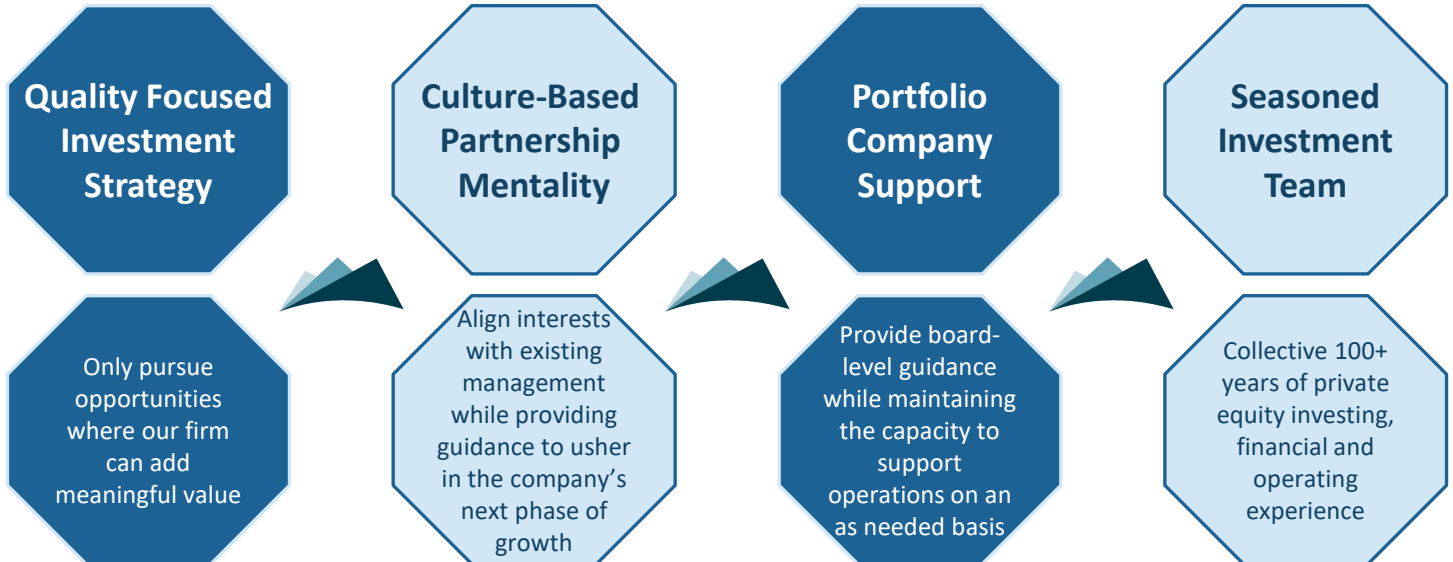 Quality Focused
Investment
Strategy
Culture-Based
Partnership
Mentality
Portfolio
Company
Support
Seasoned
Investment
Team
Only pursue
opportunities
where our firm
can add
meaningful value
Align interests
with existing
management
while providing
guidance to usher
in the company’s
next phase of
growth
Provide board-
level guidance
while maintaining
the capacity to
support
operations on an
as needed basis
Collective 100+
years of private
equity investing,
financial and
operating
experience